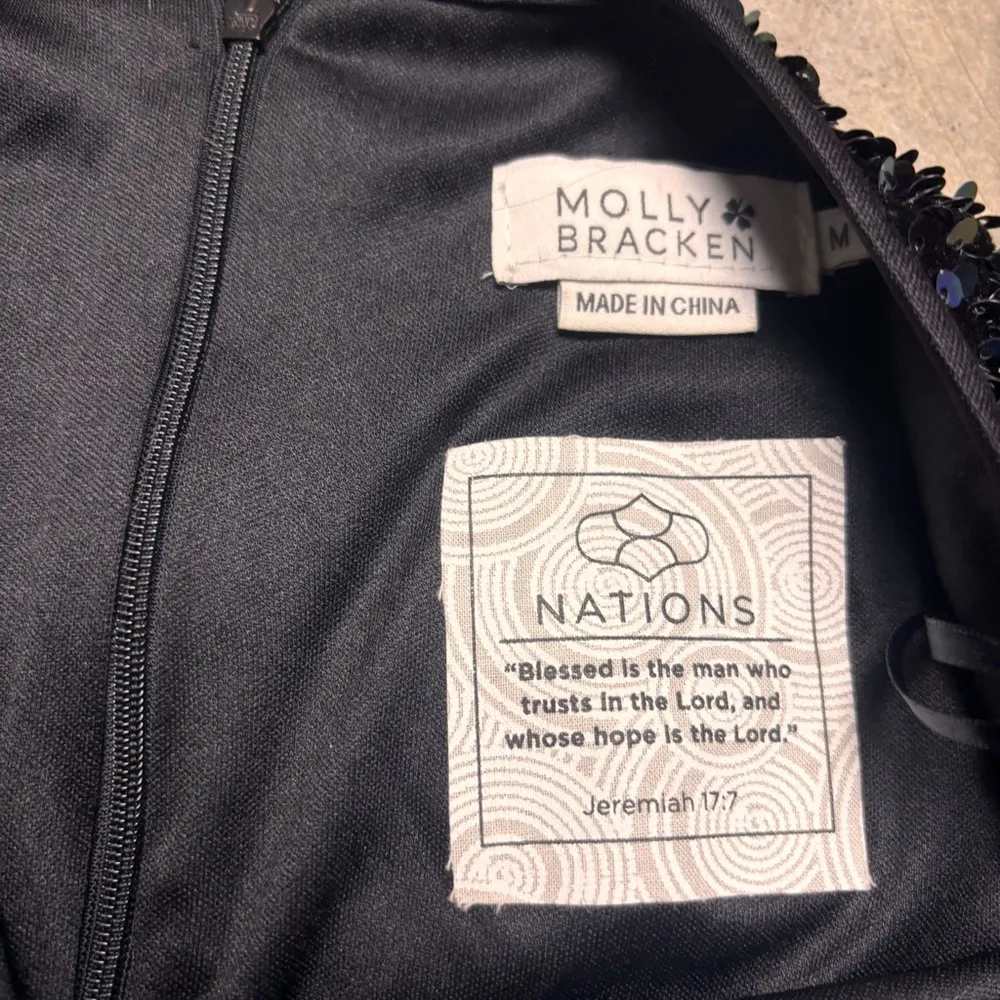 MOLLY
BRACKEN
M
MADE IN CHINA
NATIONS
“Blessed is the man who
trusts in the Lord, and
whose hope is the Lord.”
Jeremiah 17:7